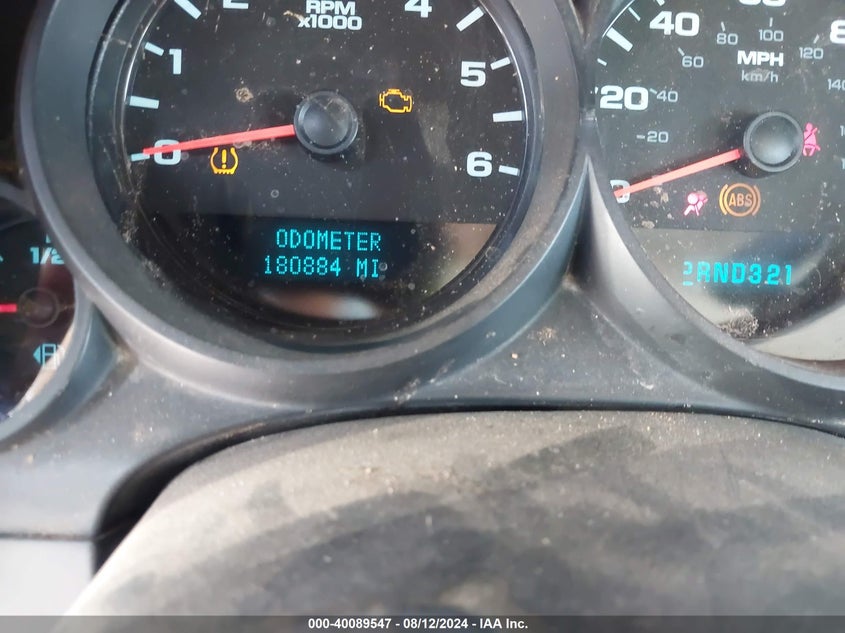 2 RPM 4
x1000
1 5
0 6
ODOMETER
180884 MI
1/2
40 80 100
60 MPH 120
km/h
20 40 140
20
0
ABS
PRND321
000-40089547 - 08/12/2024 - IAA Inc.